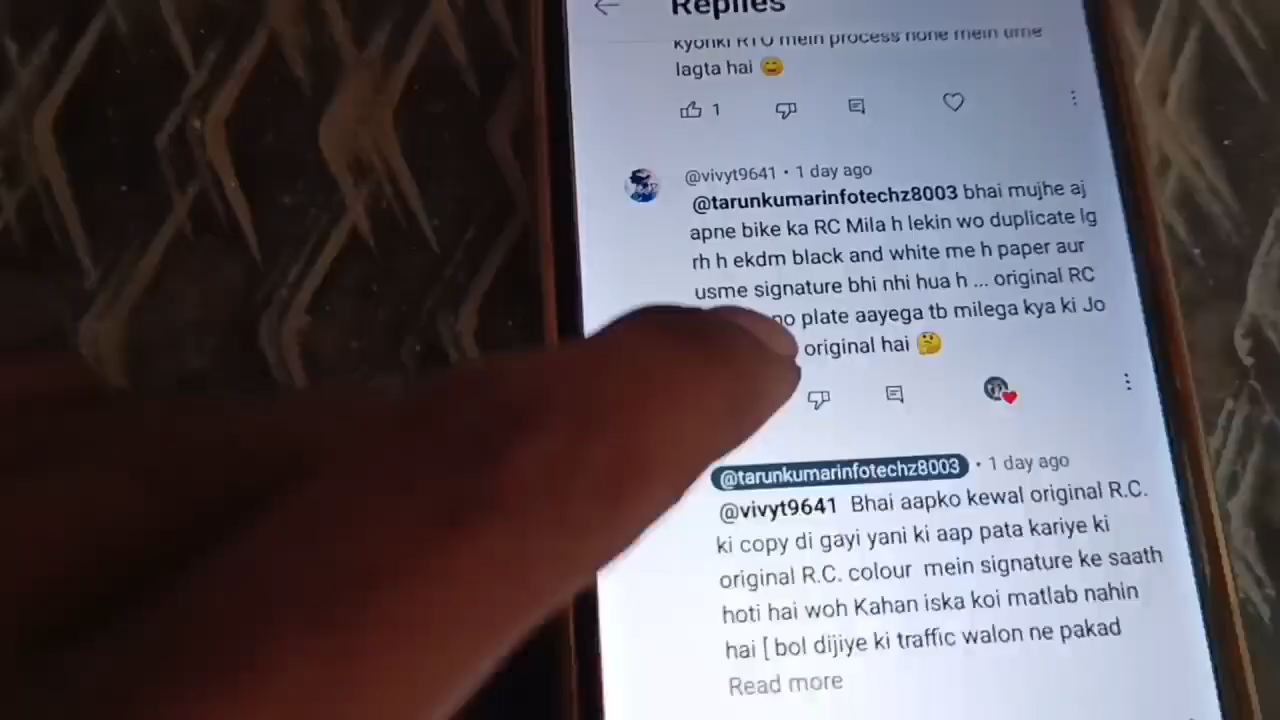 Replies
kyonki RTO mein process hone mein time
lagta hai 😄
1
@vivyt9641 • 1 day ago
@tarunkumarinfotechz8003 bhai mujhe aj
apne bike ka RC Mila h lekin wo duplicate lg
rh h ekdm black and white me h paper aur
usme signature bhi nhi hua h ... original RC
no plate aayega tb milega kya ki Jo
original hai 🤔
@tarunkumarinfotechz8003 • 1 day ago
@vivyt9641 Bhai aapko kewal original R.C.
ki copy di gayi yani ki aap pata kariye ki
original R.C. colour mein signature ke saath
hoti hai woh Kahan iska koi matlab nahin
hai [ bol dijiye ki traffic walon ne pakad
Read more